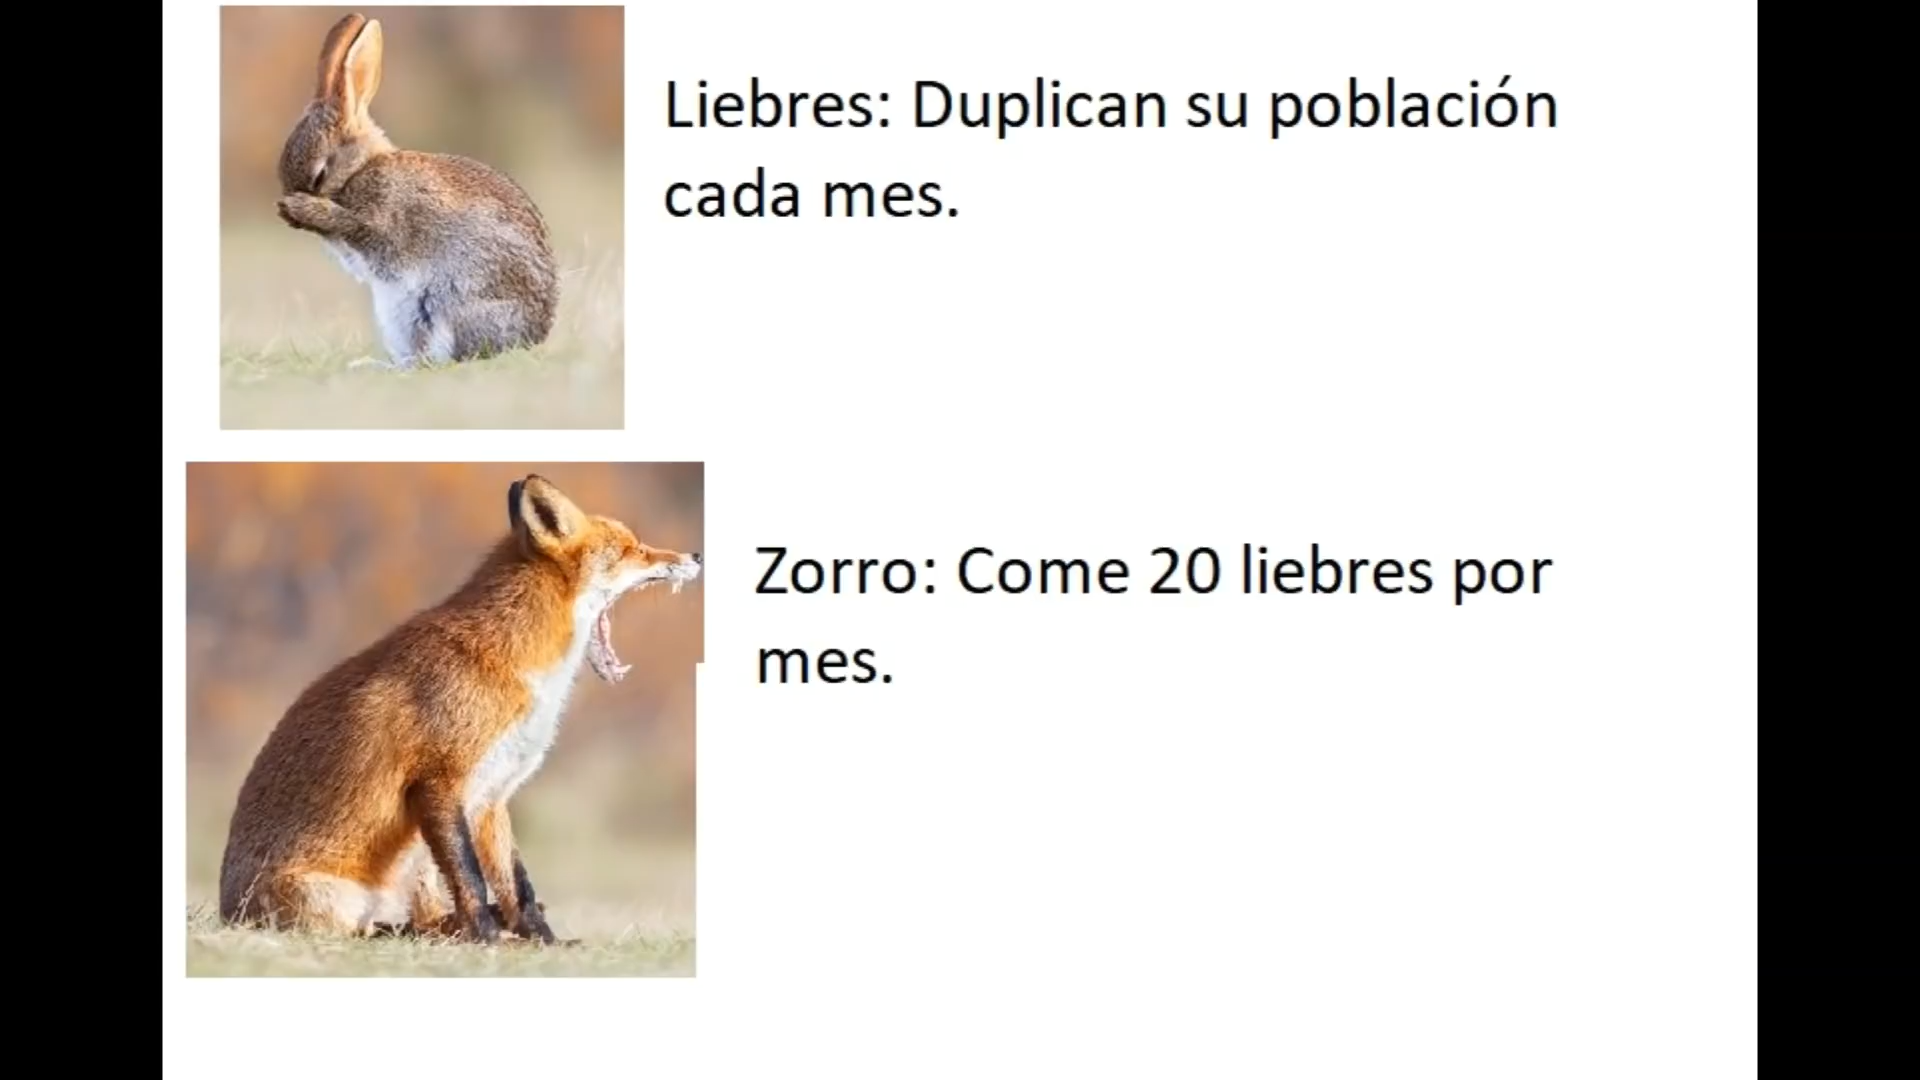 Liebres: Duplican su población
cada mes.
Zorro: Come 20 liebres por
mes.